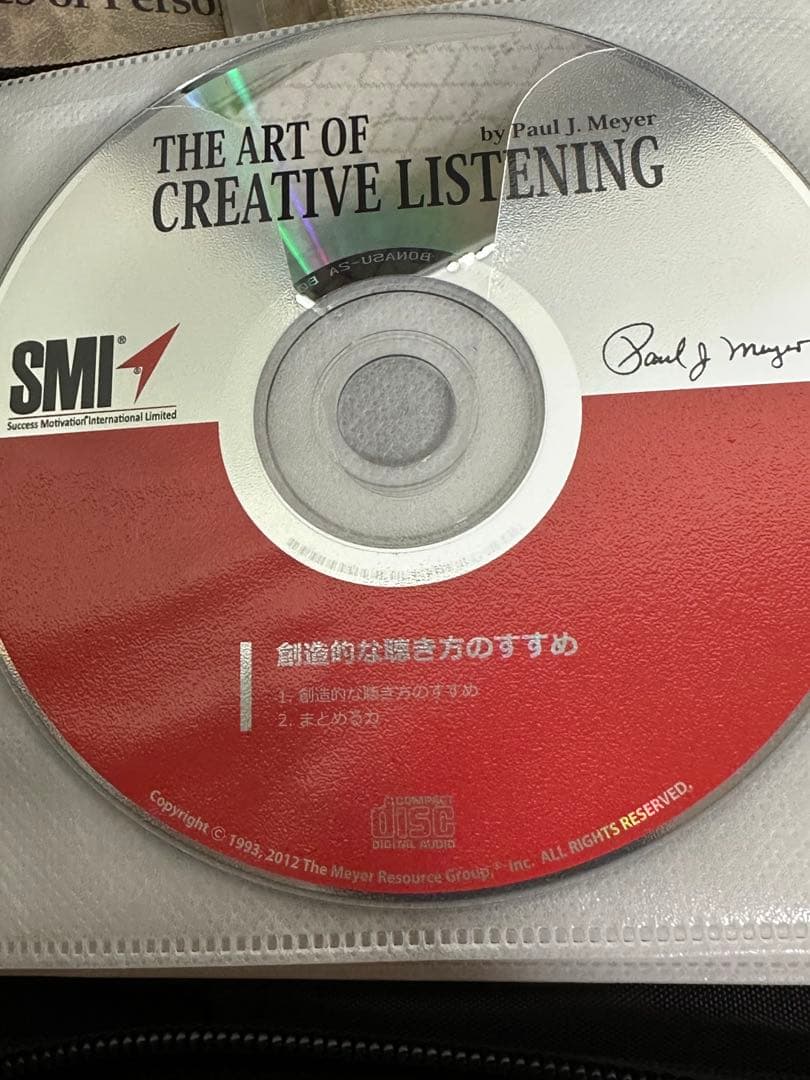 THE ART OF
by Paul J. Meyer
CREATIVE LISTENING
BONASU-2A
SMI®
Success Motivation® International Limited
Paul J Meyer
創造的な聴き方のすすめ
1. 創造的な聴き方のすすめ
2. まとめる力
COMPACT
disc
DIGITAL AUDIO
Copyright © 1993, 2012 The Meyer Resource Group,® Inc. ALL RIGHTS RESERVED.